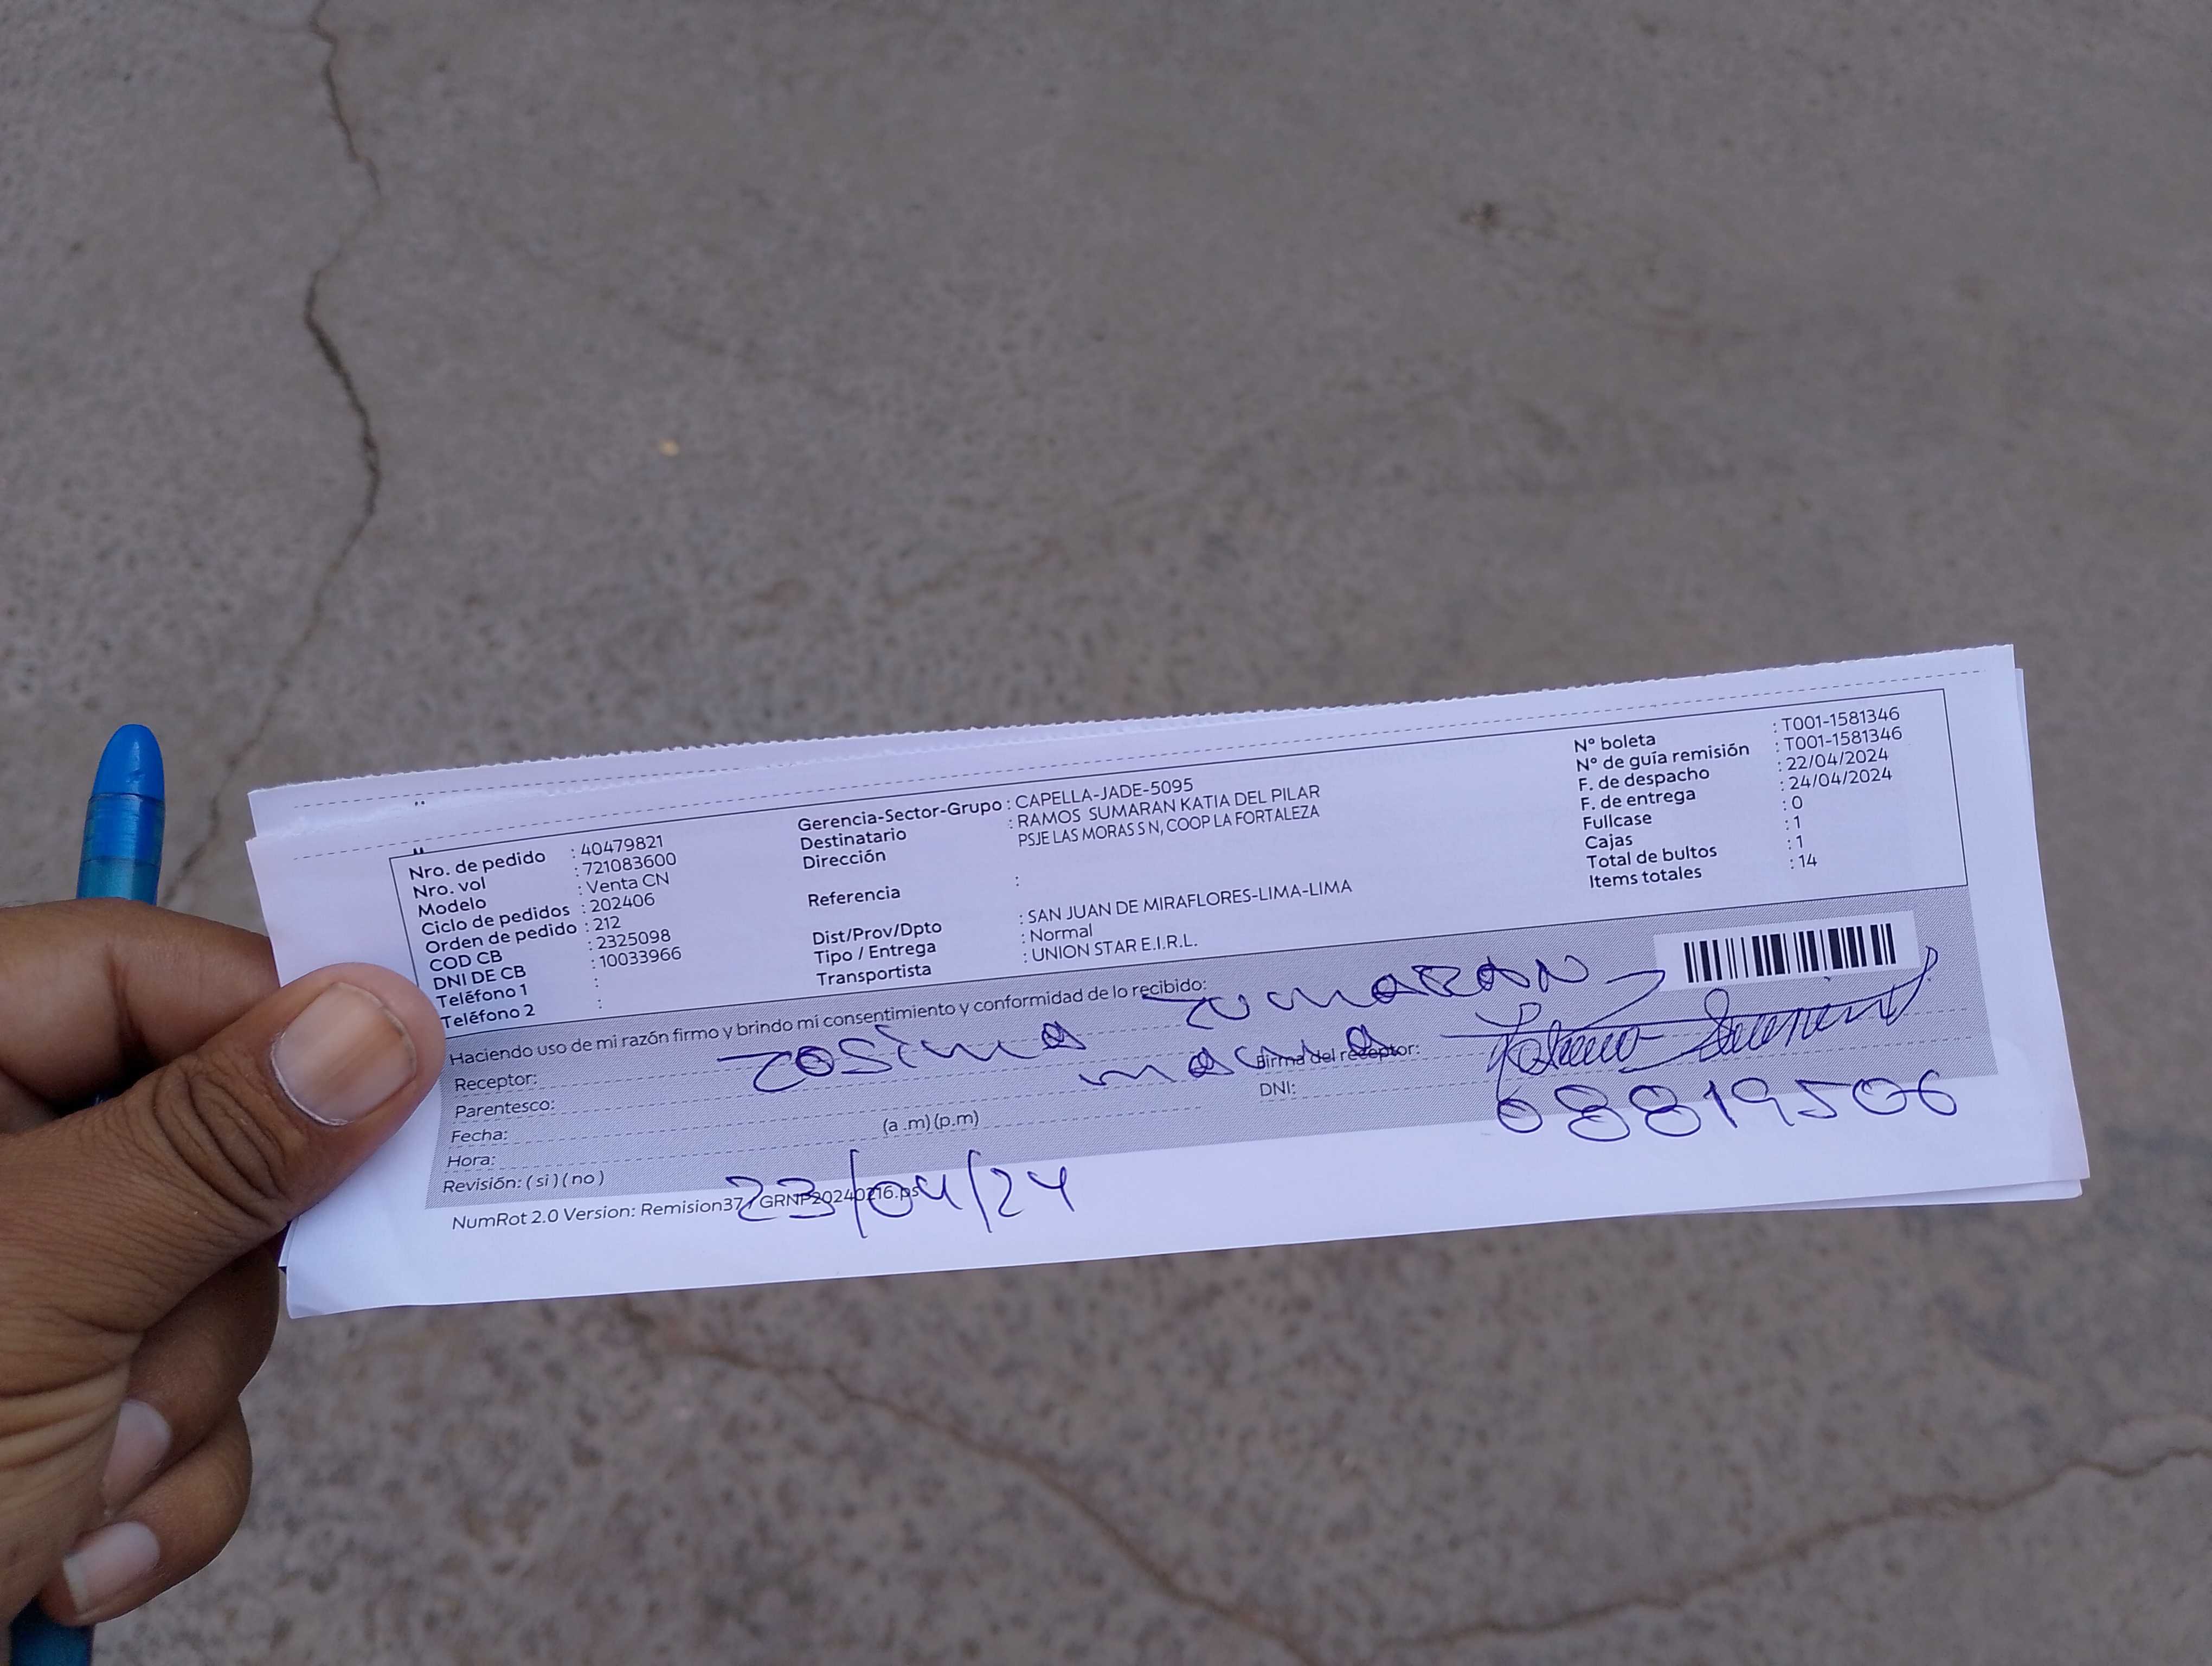 Nro. de pedido : 40479821
Nro. vol : 721083600
Modelo : Venta CN
Ciclo de pedidos : 202406
Orden de pedido : 212
COD CB : 2325098
DNI DE CB : 10033966
Teléfono 1 :
Teléfono 2 :
Gerencia-Sector-Grupo : CAPELLA-JADE-5095
Destinatario : RAMOS SUMARAN KATIA DEL PILAR
Dirección PSJE LAS MORAS S N, COOP LA FORTALEZA
Referencia :
Dist/Prov/Dpto : SAN JUAN DE MIRAFLORES-LIMA-LIMA
Tipo / Entrega : Normal
Transportista : UNION STAR E.I.R.L.
N° boleta : T001-1581346
N° de guía remisión : T001-1581346
F. de despacho : 22/04/2024
F. de entrega : 24/04/2024
Fullcase : 0
Cajas : 1
Total de bultos : 1
Items totales : 14
Haciendo uso de mi razón firmo y brindo mi consentimiento y conformidad de lo recibido:
Receptor: zosima zumaran
Parentesco: mama
Firma del receptor:
DNI: 08819506
Fecha:
Hora: (a .m) (p.m)
Revisión: ( si ) ( no )
23/04/24
NumRot 2.0 Version: Remision37 / GRNP20240216.ps